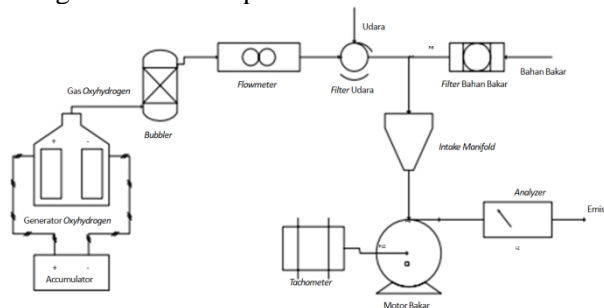 Udara
Gas Oxyhydrogen
Flowmeter
Filter Udara
Filter Bahan Bakar
Bahan Bakar
Bubbler
Intake Manifold
+ -
Generator Oxyhydrogen
Analyzer
Emisi
+ -
Accumulator
Tachometer
Motor Bakar